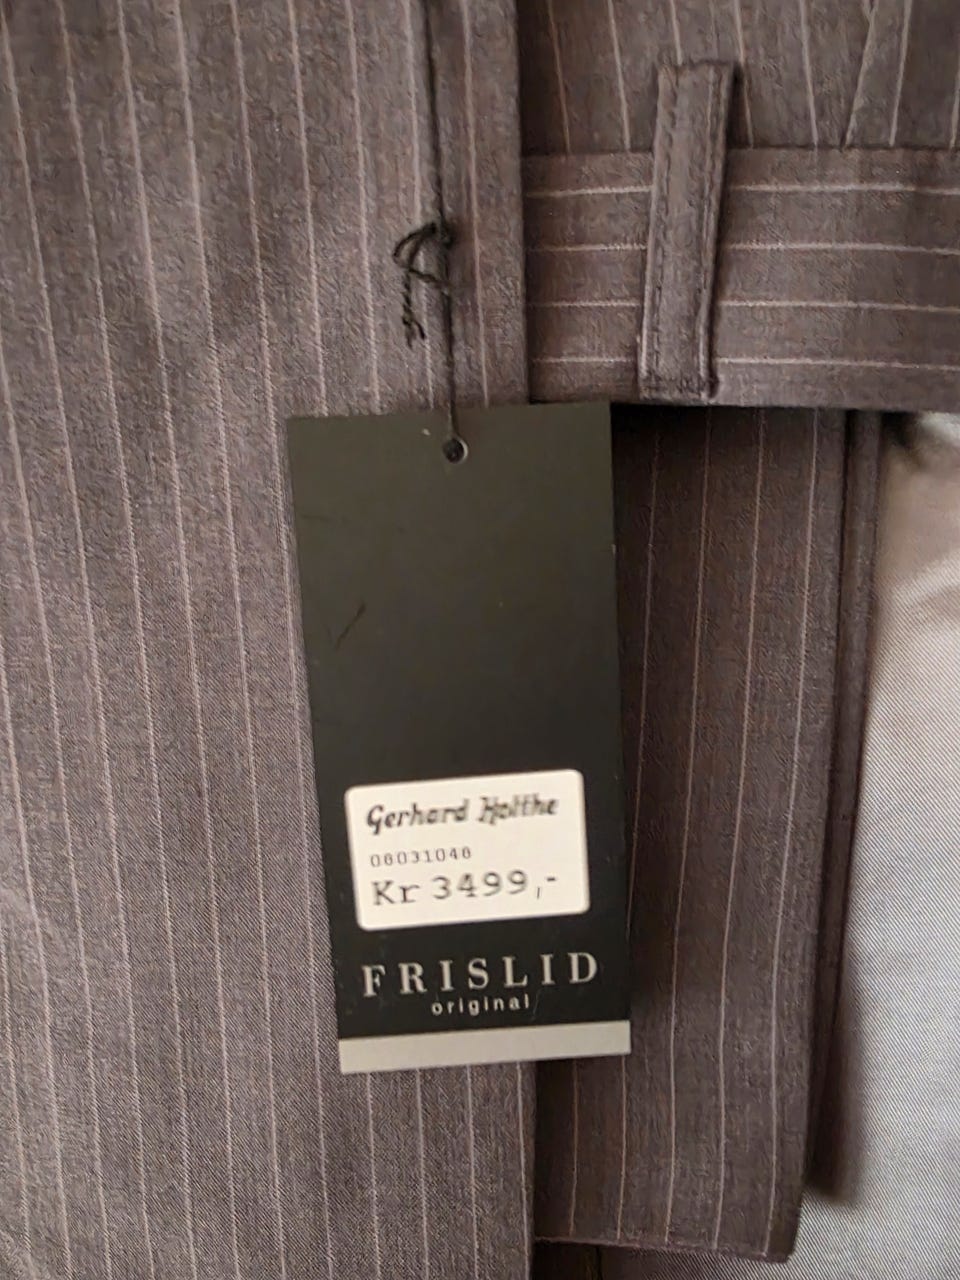 Gerhard Holthe
08031048
Kr 3499,-
FRISLID
original